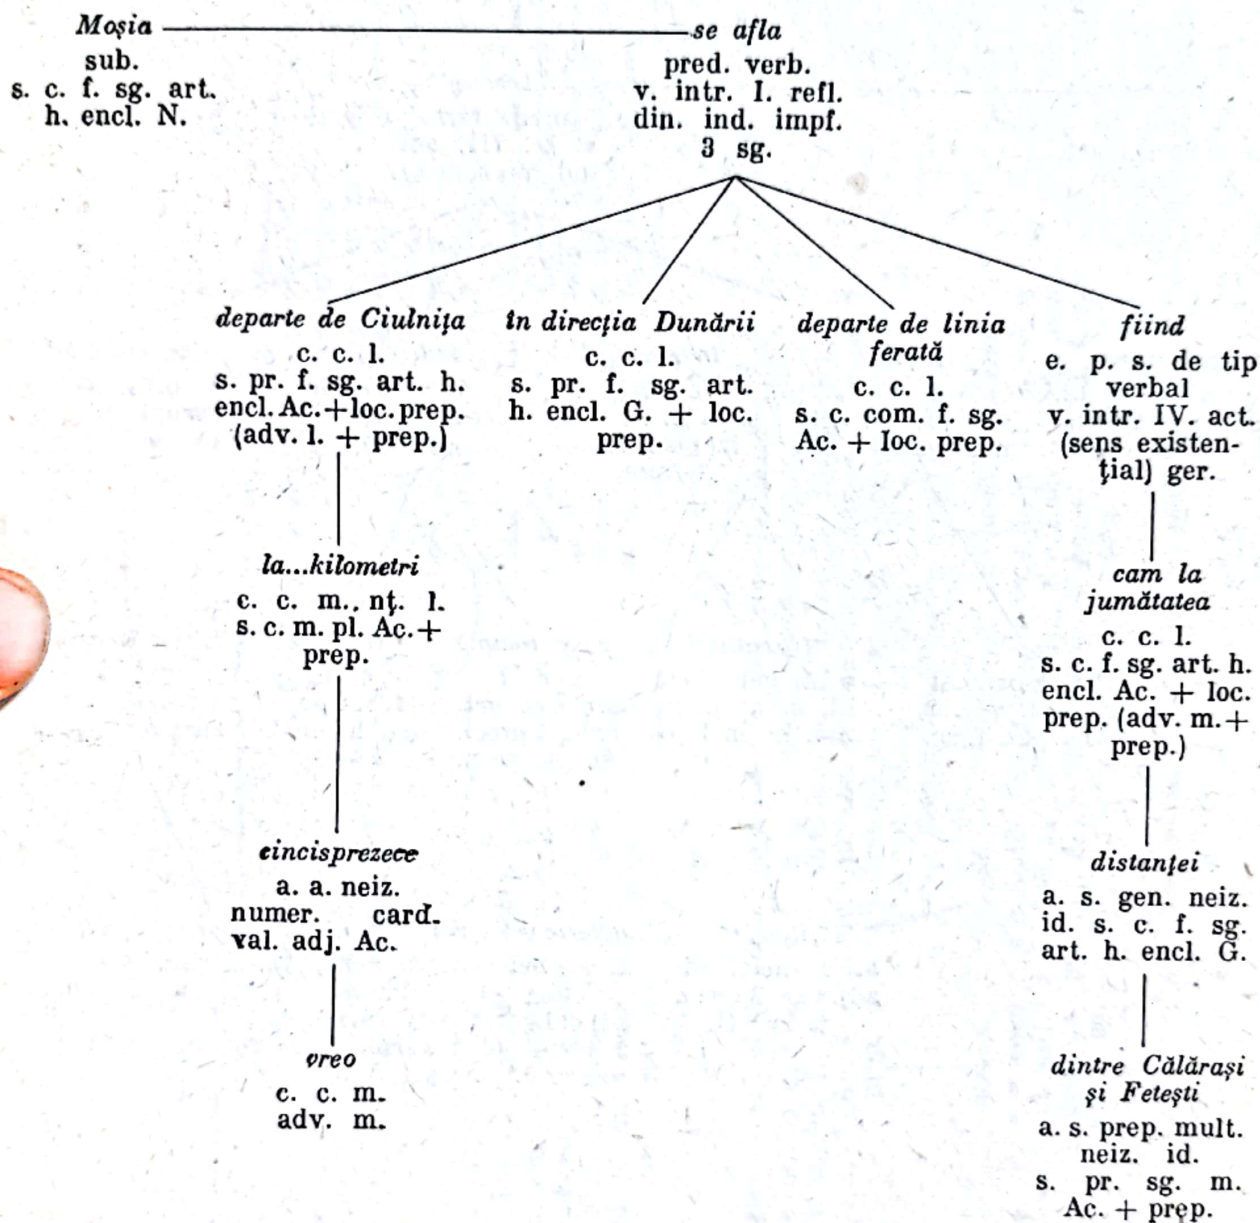 Moșia se afla
sub.
s. c. f. sg. art.
h. encl. N.
pred. verb.
v. intr. I. refl.
din. ind. impf.
3 sg.
departe de Ciulnița
c. c. l.
s. pr. f. sg. art. h.
encl. Ac.+loc. prep.
(adv. l. + prep.)
în direcția Dunării
c. c. l.
s. pr. f. sg. art.
h. encl. G. + loc.
prep.
departe de linia
ferată
c. c. l.
s. c. com. f. sg.
Ac. + loc. prep.
fiind
e. p. s. de tip
verbal
v. intr. IV. act.
(sens existen-
țial) ger.
la...kilometri
c. c. m., nț. l.
s. c. m. pl. Ac.+
prep.
cam la
jumătatea
c. c. l.
s. c. f. sg. art. h.
encl. Ac. + loc.
prep. (adv. m.+
prep.)
cincisprezece
a. a. neiz.
numer. card.
val. adj. Ac.
distanței
a. s. gen. neiz.
id. s. c. f. sg.
art. h. encl. G.
vreo
c. c. m.
adv. m.
dintre Călărași
și Fetești
a. s. prep. mult.
neiz. id.
s. pr. sg. m.
Ac. + prep.